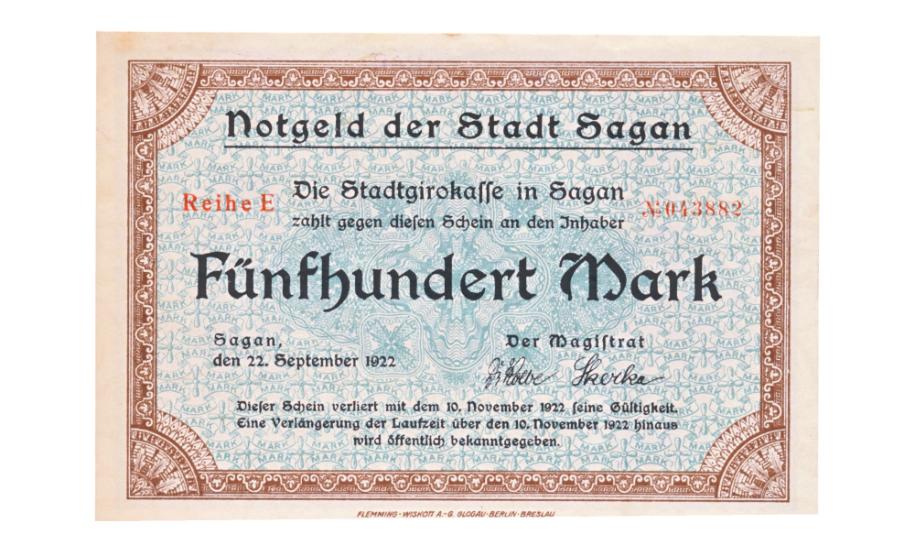 Notgeld der Stadt Sagan
Die Stadtgirokaſſe in Sagan
Reihe E
№ 043882
zahlt gegen dieſen Schein an den Inhaber
Fünfhundert Mark
Sagan,
den 22. September 1922
Der Magiſtrat
Skerka
Dieſer Schein verliert mit dem 10. November 1922 ſeine Gültigkeit.
Eine Verlängerung der Laufzeit über den 10. November 1922 hinaus
wird öffentlich bekanntgegeben.
FLEMMING-WISKOTT A.-G. GLOGAU-BERLIN-BRESLAU